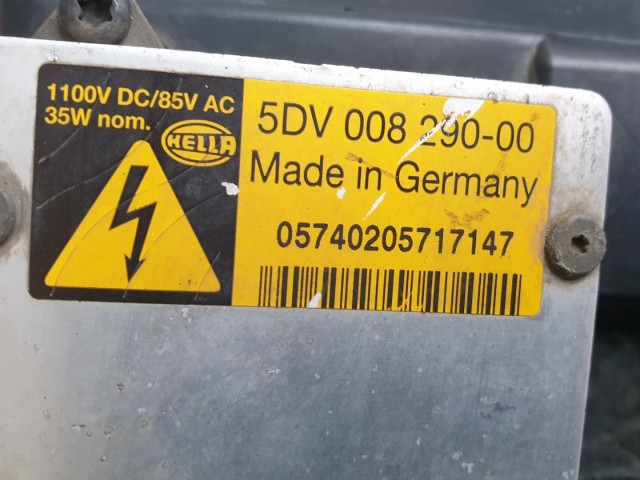 1100V DC/85V AC
35W nom.
HELLA
5DV 008 290-00
Made in Germany
05740205717147